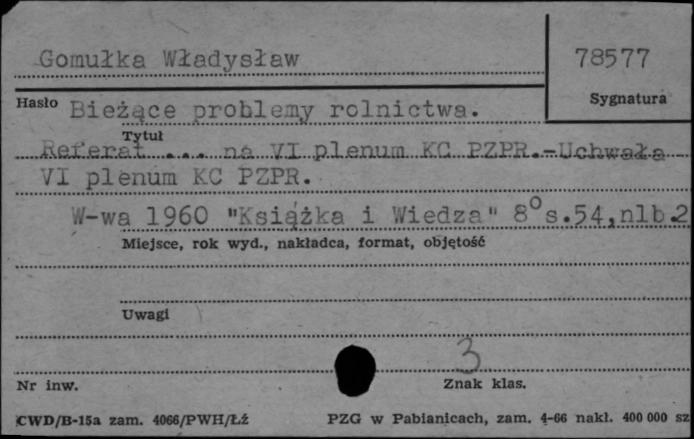 Gomułka Władysław
78577
Hasło
Sygnatura
Bieżące problemy rolnictwa.
Tytuł
Referat ... na VI plenum KC PZPR.-Uchwała
VI plenum KC PZPR.
W-wa 1960 "Książka i Wiedza" 8° s.54,nlb.2
Miejsce, rok wyd., nakładca, format, objętość
Uwagi
3
Nr inw.
Znak klas.
CWD/B-15a zam. 4066/PWH/Łź
PZG w Pabianicach, zam. 4-66 nakł. 400 000 sz